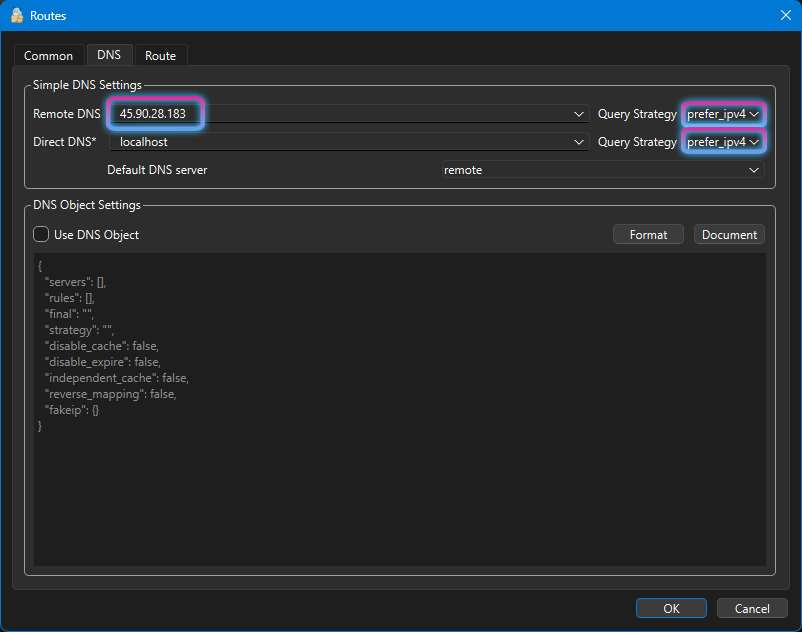 Routes
Common DNS Route
Simple DNS Settings
Remote DNS 45.90.28.183 Query Strategy prefer_ipv4
Direct DNS* localhost Query Strategy prefer_ipv4
Default DNS server remote
DNS Object Settings
Use DNS Object Format Document
{
"servers": [],
"rules": [],
"final": "",
"strategy": "",
"disable_cache": false,
"disable_expire": false,
"independent_cache": false,
"reverse_mapping": false,
"fakeip": {}
}
OK Cancel